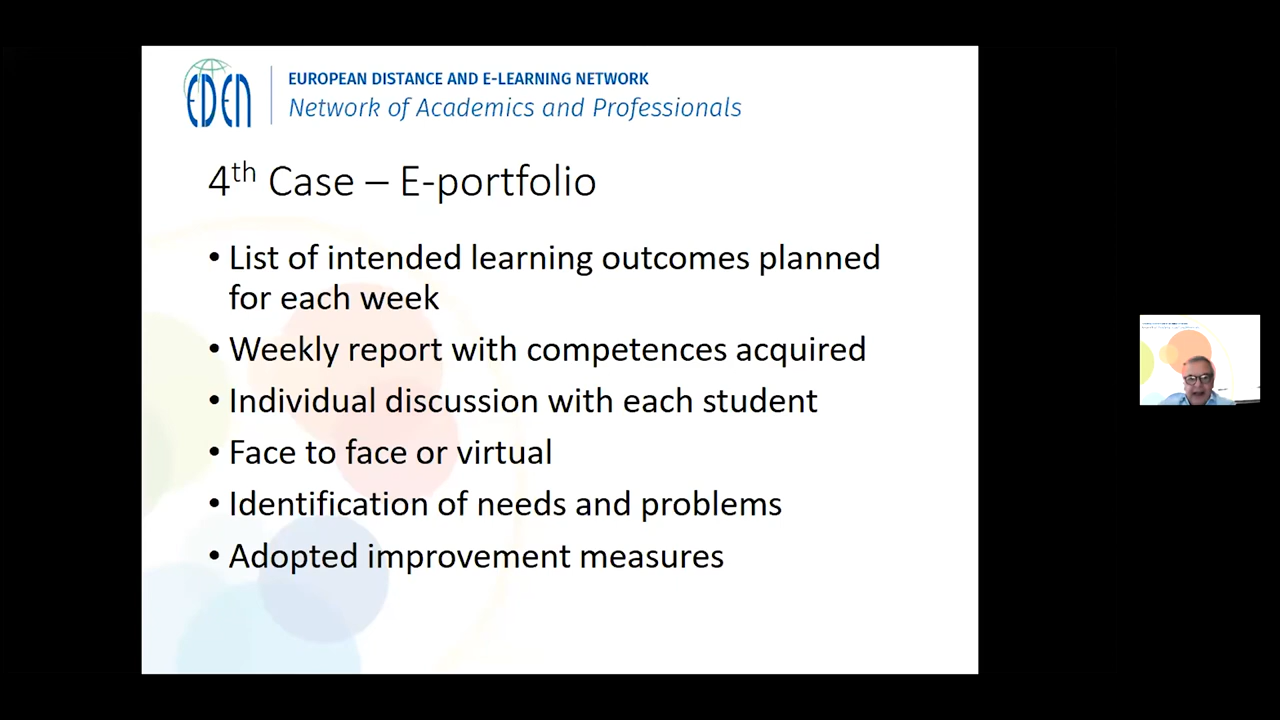 EDEN
EUROPEAN DISTANCE AND E-LEARNING NETWORK
Network of Academics and Professionals
4th Case – E-portfolio
• List of intended learning outcomes planned
for each week
• Weekly report with competences acquired
• Individual discussion with each student
• Face to face or virtual
• Identification of needs and problems
• Adopted improvement measures